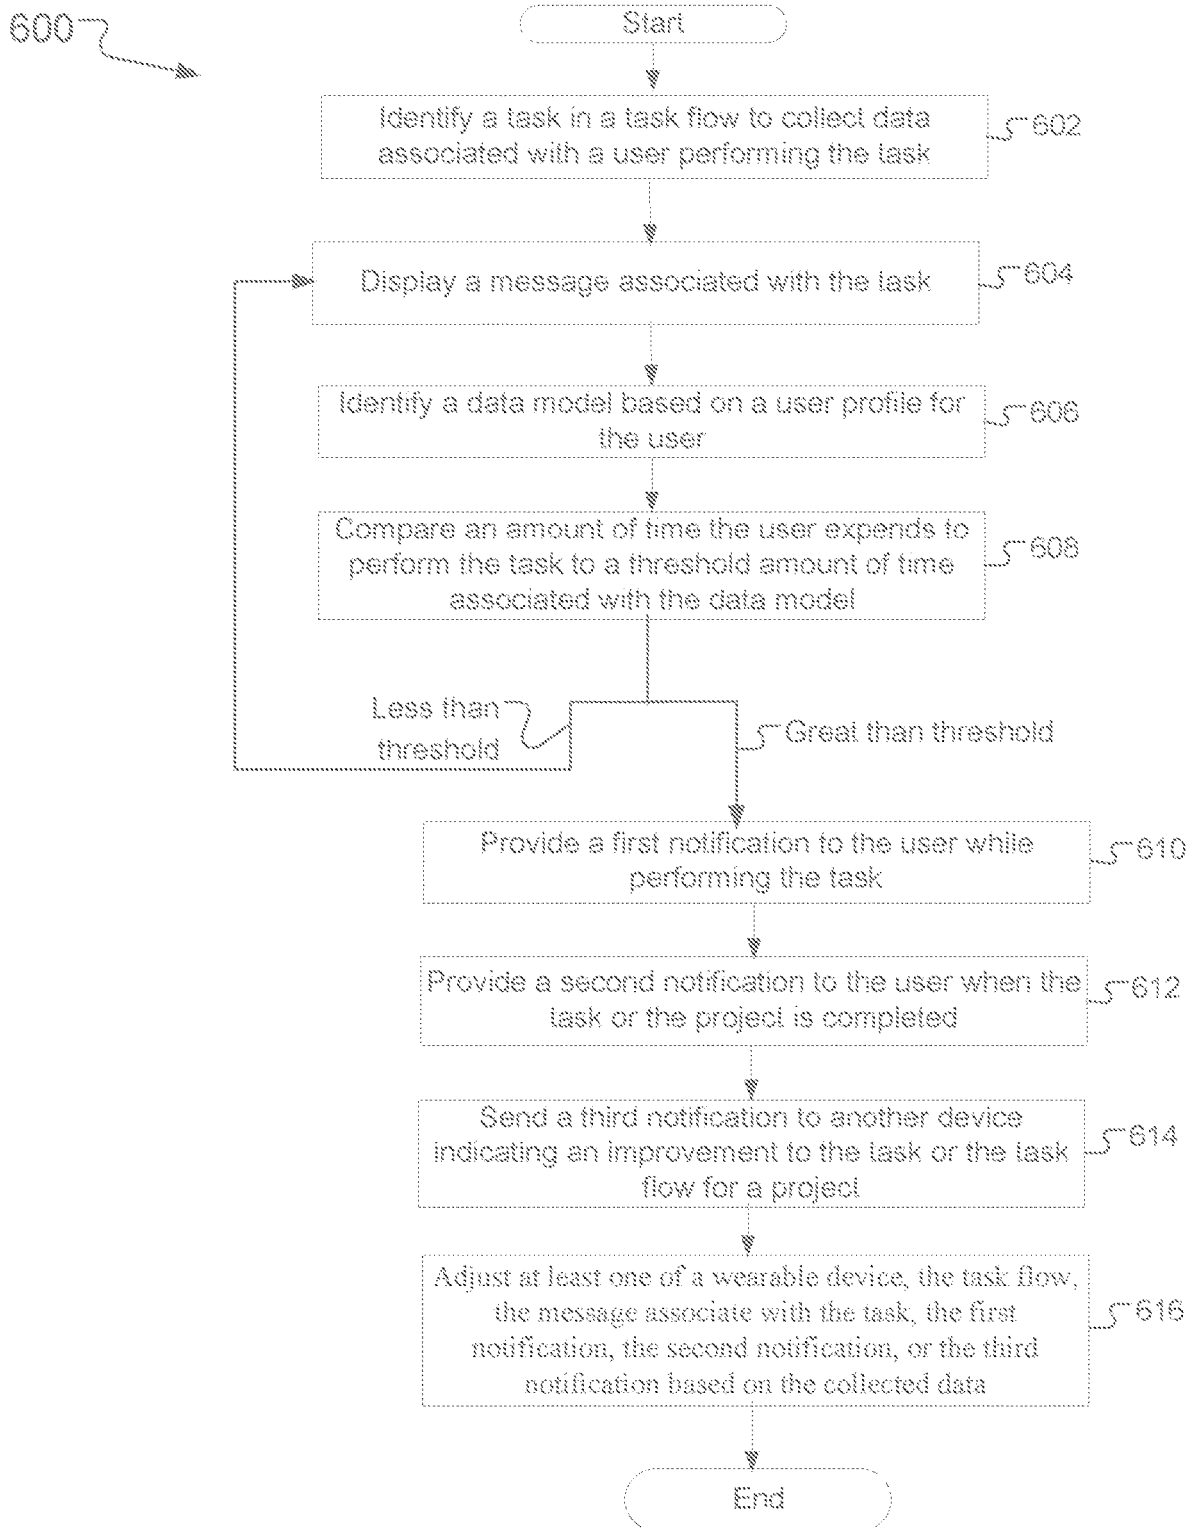 600
Start
Identify a task in a task flow to collect data
associated with a user performing the task
602
Display a message associated with the task
604
Identify a data model based on a user profile for
the user
606
Compare an amount of time the user expends to
perform the task to a threshold amount of time
associated with the data model
608
Less than
threshold
Great than threshold
Provide a first notification to the user while
performing the task
610
Provide a second notification to the user when the
task or the project is completed
612
Send a third notification to another device
indicating an improvement to the task or the task
flow for a project
614
Adjust at least one of a wearable device, the task flow,
the message associate with the task, the first
notification, the second notification, or the third
notification based on the collected data
616
End